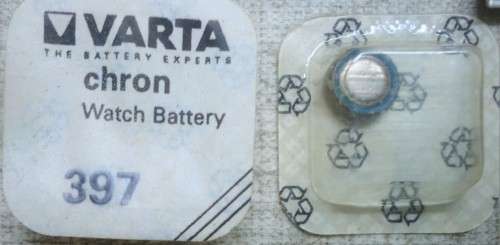 VARTA
THE BATTERY EXPERTS
chron
Watch Battery
397